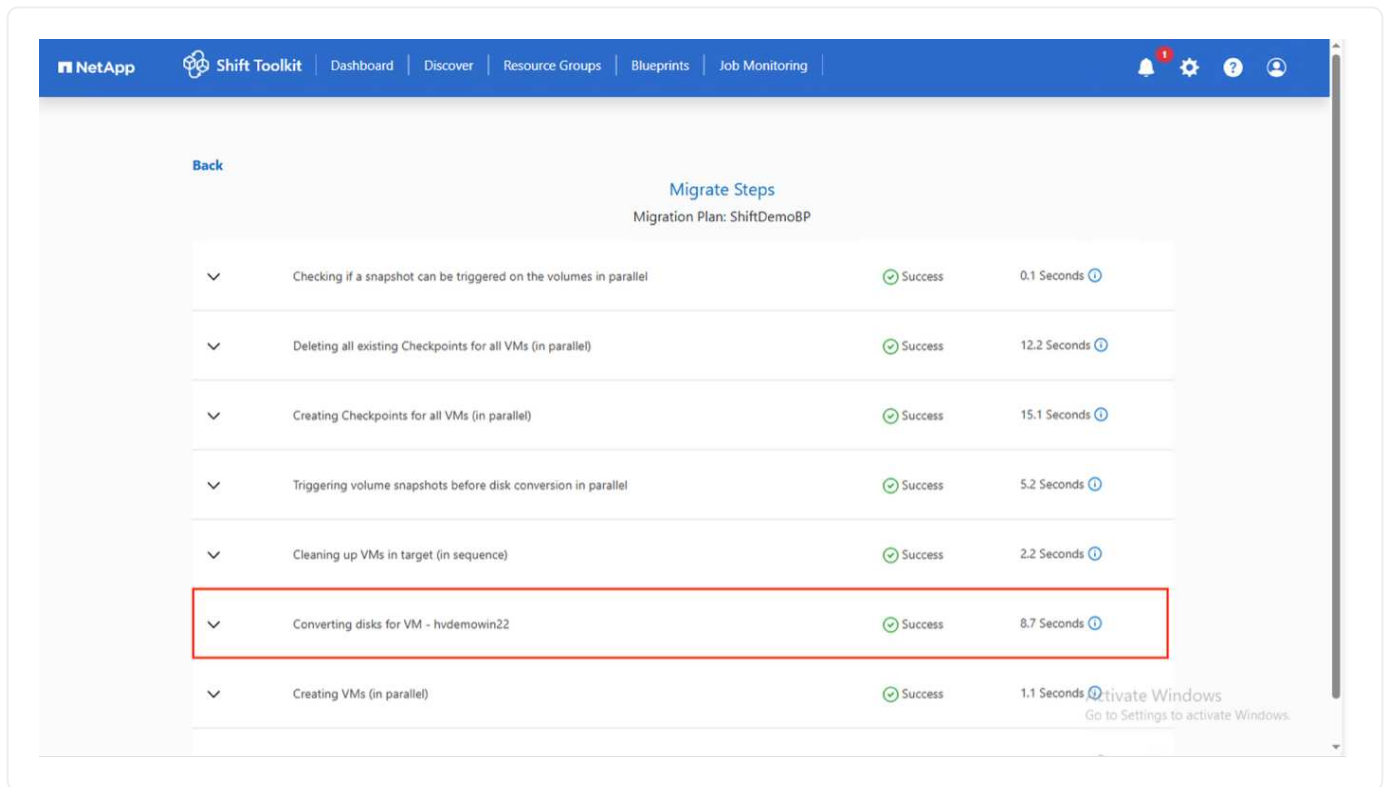 NetApp Shift Toolkit Dashboard Discover Resource Groups Blueprints Job Monitoring 1 ?
Back
Migrate Steps
Migration Plan: ShiftDemoBP
Checking if a snapshot can be triggered on the volumes in parallel Success 0.1 Seconds
Deleting all existing Checkpoints for all VMs (in parallel) Success 12.2 Seconds
Creating Checkpoints for all VMs (in parallel) Success 15.1 Seconds
Triggering volume snapshots before disk conversion in parallel Success 5.2 Seconds
Cleaning up VMs in target (in sequence) Success 2.2 Seconds
Converting disks for VM - hvdemowin22 Success 8.7 Seconds
Creating VMs (in parallel) Success 1.1 Seconds
Activate Windows
Go to Settings to activate Windows.